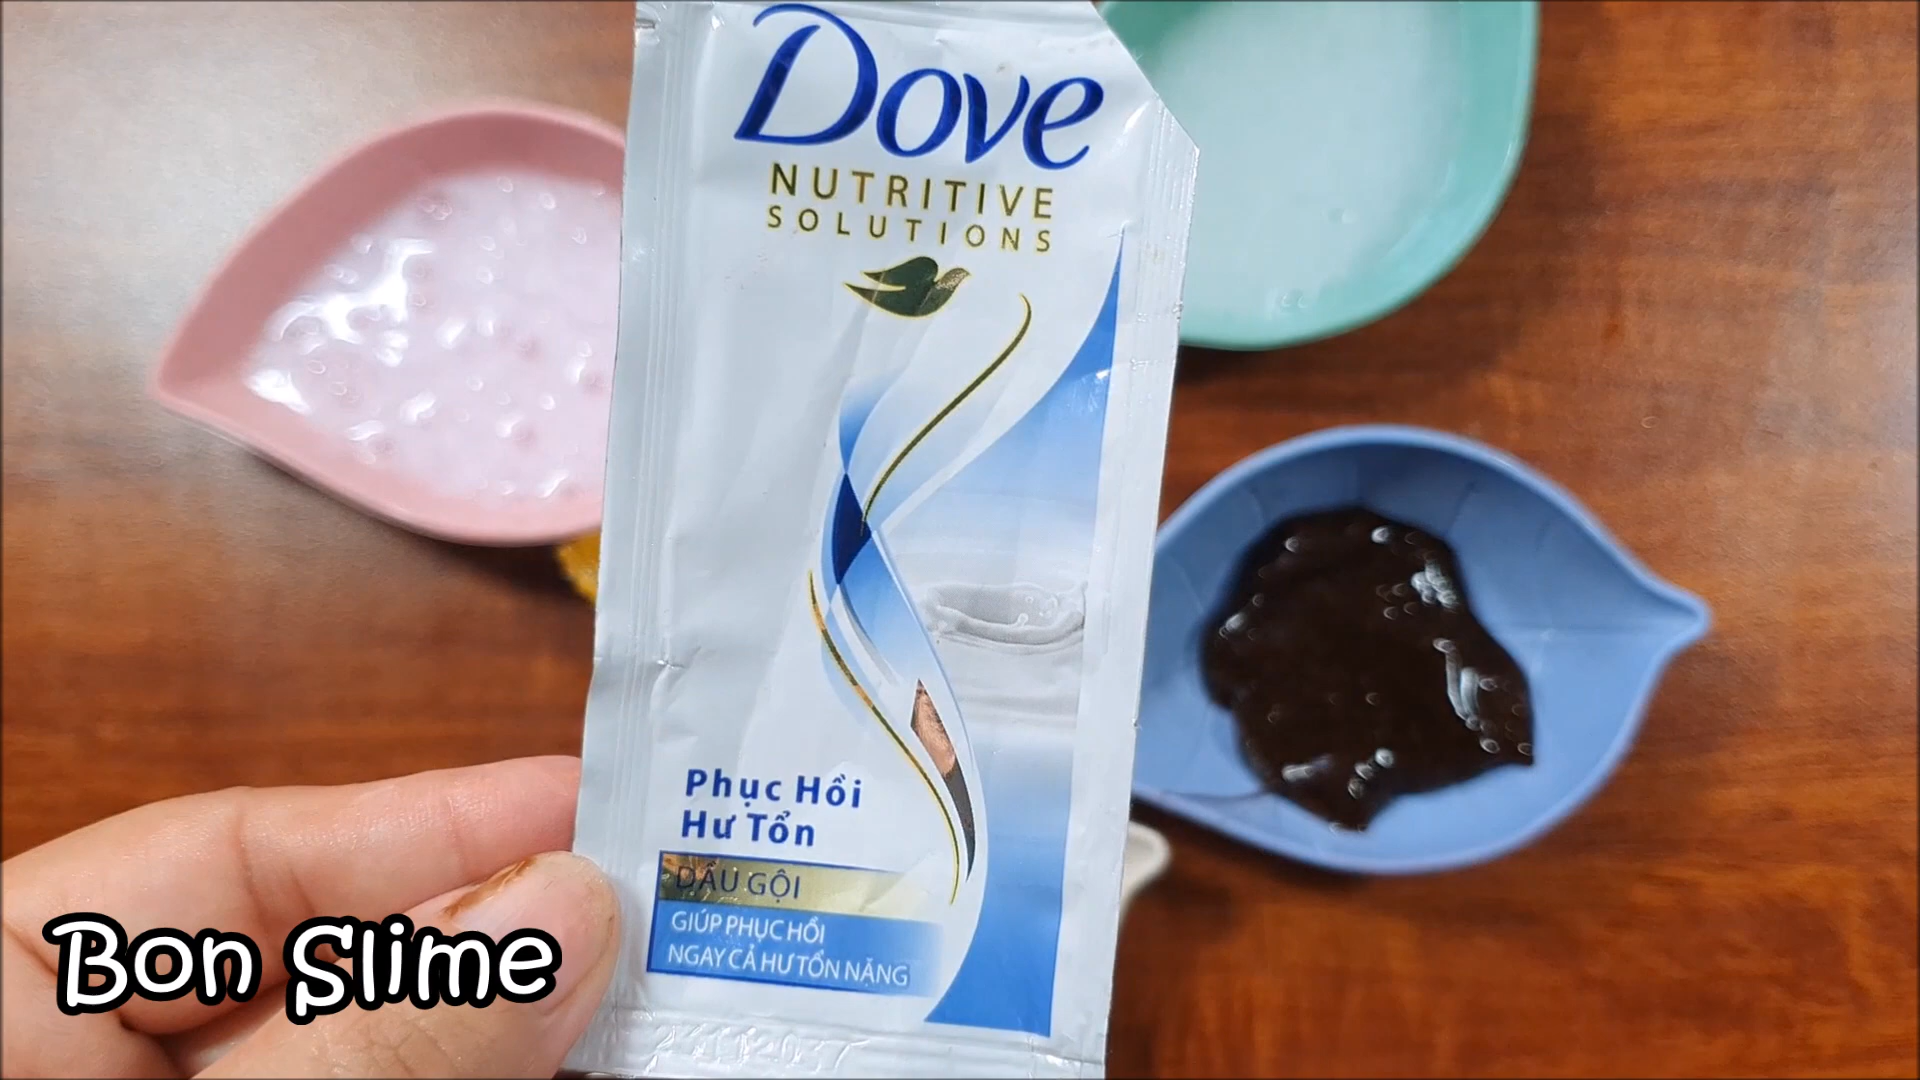 Dove
NUTRITIVE
SOLUTIONS
Phục Hồi
Hư Tổn
DẦU GỘI
GIÚP PHỤC HỒI
NGAY CẢ HƯ TỔN NẶNG
Bon Slime